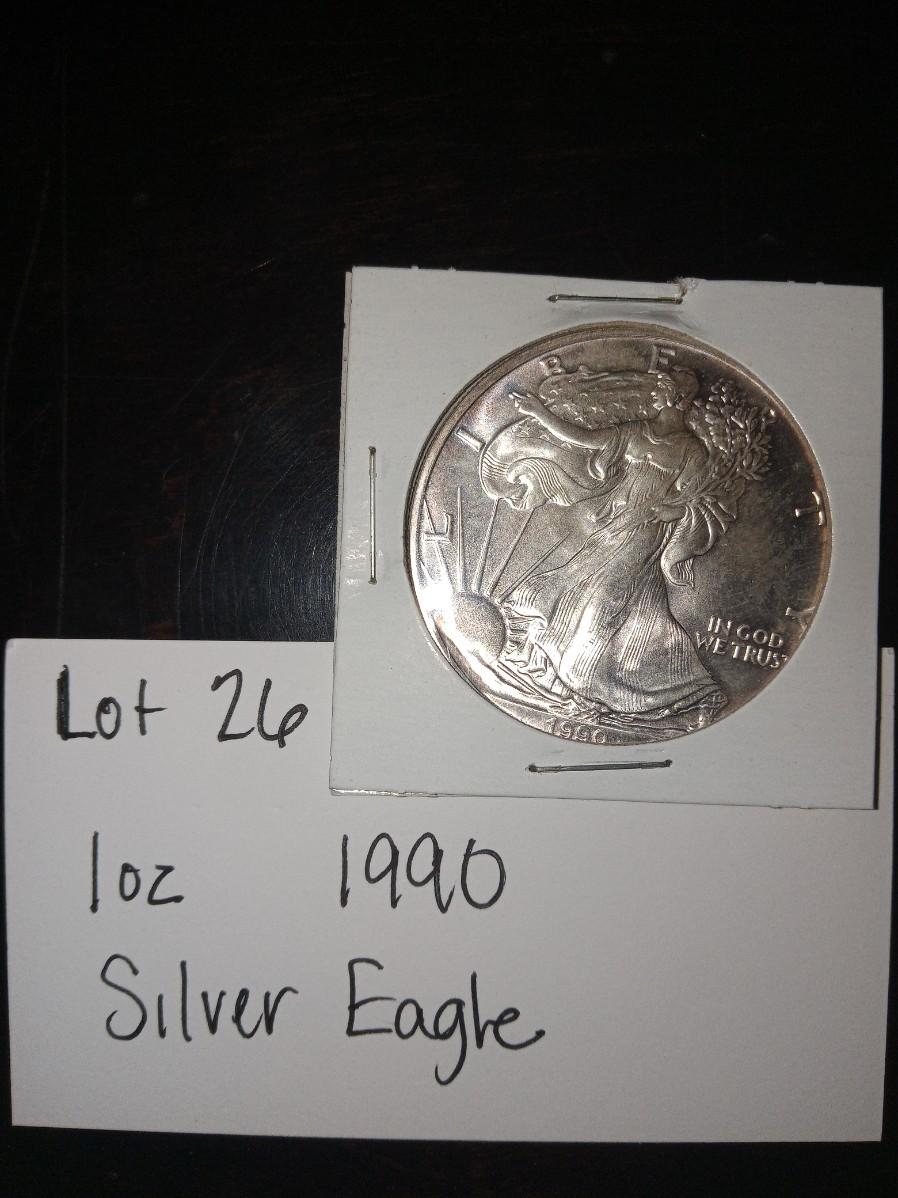 LIBERTY
IN GOD
WE TRUST
1990
Lot 26
1oz 1990
Silver Eagle